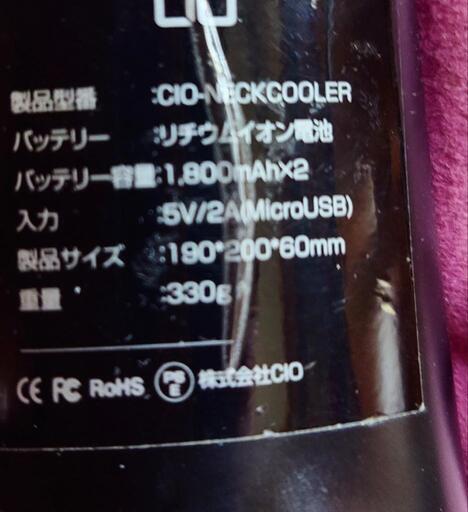 製品型番 :CIO-NECKCOOLER
バッテリー :リチウムイオン電池
バッテリー容量:1,800mAh×2
入力 :5V/2A(MicroUSB)
製品サイズ :190*200*60mm
重量 :330g
CE FC RoHS PSE 株式会社CIO